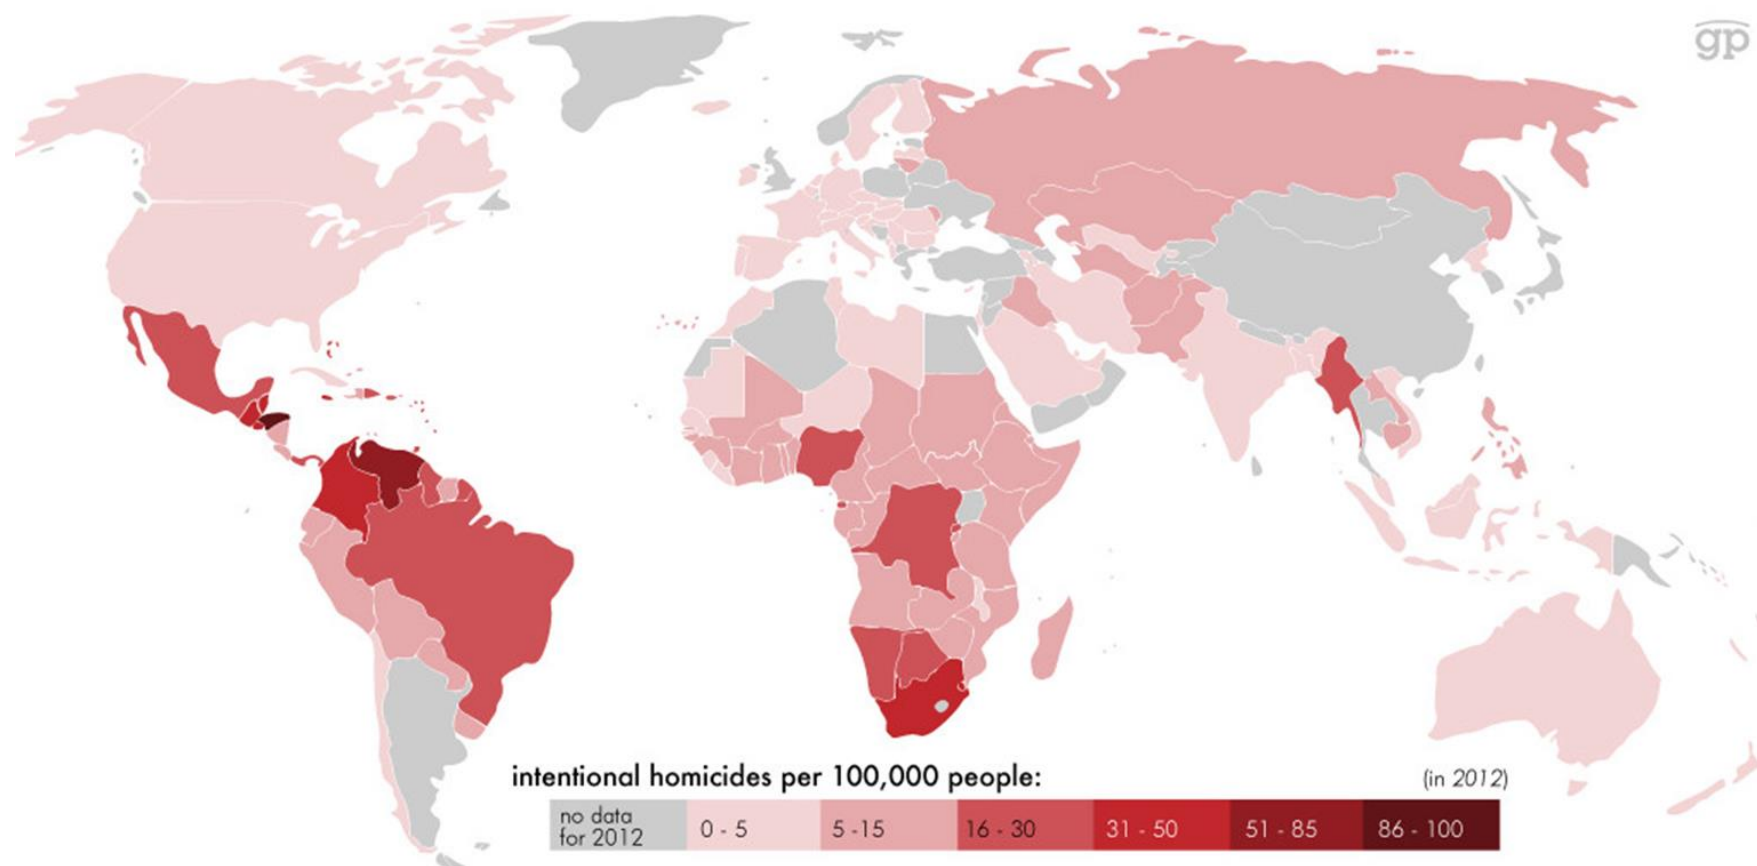 gp
intentional homicides per 100,000 people:
(in 2012)
no data
for 2012
0 - 5
5 -15
16 - 30
31 - 50
51 - 85
86 - 100